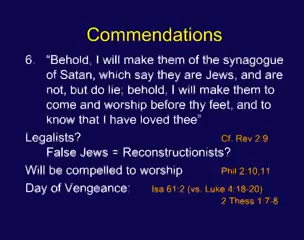 Commendations
6. “Behold, I will make them of the synagogue
of Satan, which say they are Jews, and are
not, but do lie; behold, I will make them to
come and worship before thy feet, and to
know that I have loved thee”
Legalists? Cf. Rev 2:9
False Jews = Reconstructionists?
Will be compelled to worship Phil 2:10,11
Day of Vengeance: Isa 61:2 (vs. Luke 4:18-20)
2 Thess 1:7-8